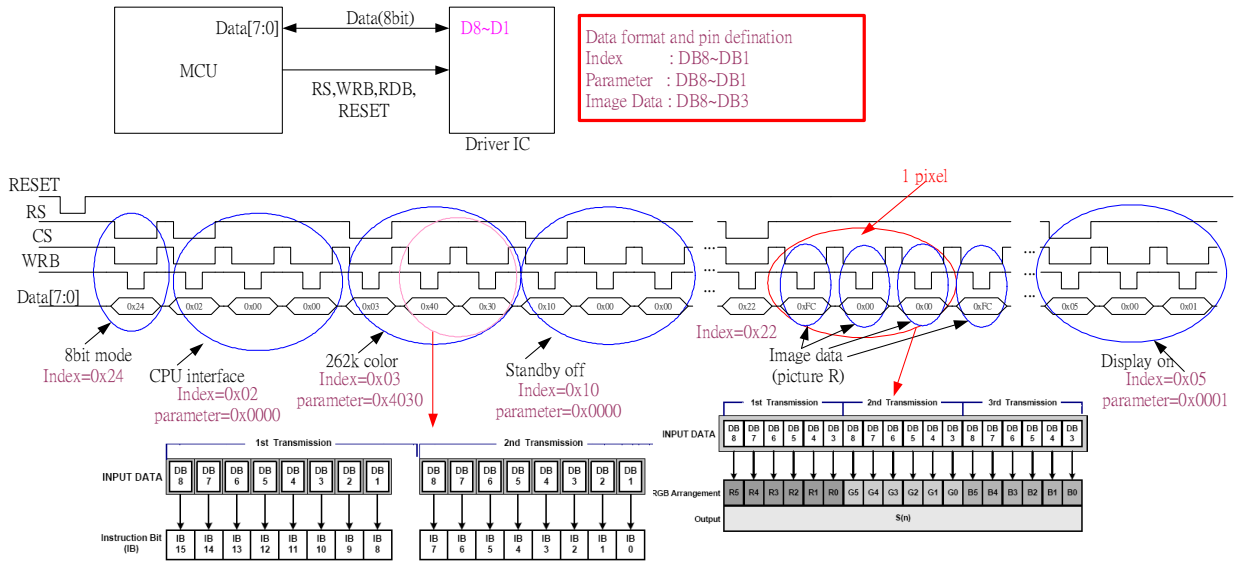 Data[7:0]
Data(8bit)
D8~D1
MCU
RS,WRB,RDB,
RESET
Driver IC
Data format and pin defination
Index : DB8~DB1
Parameter : DB8~DB1
Image Data : DB8~DB3
1 pixel
RESET
RS
CS
WRB
Data[7:0]
... ...
... ...
... ... ...
0x24 0x02 0x00 0x00 0x03 0x40 0x30 0x10 0x00 0x00 ... 0x22 0xFC 0x00 0x00 0xFC ... 0x05 0x00 0x01
8bit mode
Index=0x24
CPU interface
Index=0x02
parameter=0x0000
262k color
Index=0x03
parameter=0x4030
Standby off
Index=0x10
parameter=0x0000
Index=0x22
Image data
(picture R)
Display on
Index=0x05
parameter=0x0001
1st Transmission 2nd Transmission
INPUT DATA
DB DB DB DB DB DB DB DB DB DB DB DB DB DB DB DB
8 7 6 5 4 3 2 1 8 7 6 5 4 3 2 1
Instruction Bit
(IB)
IB IB IB IB IB IB IB IB IB IB IB IB IB IB IB IB
15 14 13 12 11 10 9 8 7 6 5 4 3 2 1 0
1st Transmission 2nd Transmission 3rd Transmission
INPUT DATA
DB DB DB DB DB DB DB DB DB DB DB DB DB DB DB DB DB DB
8 7 6 5 4 3 8 7 6 5 4 3 8 7 6 5 4 3
RGB Arrangement R5 R4 R3 R2 R1 R0 G5 G4 G3 G2 G1 G0 B5 B4 B3 B2 B1 B0
Output S(n)